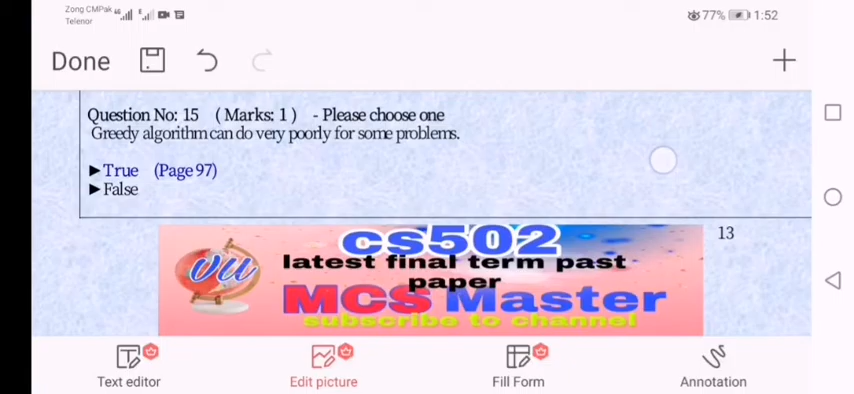 Zong CMPak 4G E
Telenor
77% 1:52
Done
Question No: 15 ( Marks: 1 ) - Please choose one
Greedy algorithm can do very poorly for some problems.
►True (Page 97)
►False
13
cs502
vu
latest final term past
paper
MCS Master
subscribe to channel
Text editor
Edit picture
Fill Form
Annotation